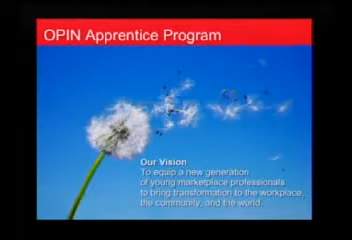 OPIN Apprentice Program
Our Vision
To equip a new generation
of young marketplace professionals
to bring transformation to the workplace,
the community, and the world.